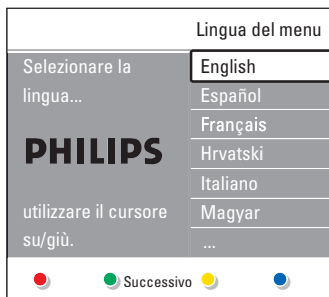 Lingua del menu
Selezionare la
lingua...
PHILIPS
utilizzare il cursore
su/giù.
English
Español
Français
Hrvatski
Italiano
Magyar
...
Successivo